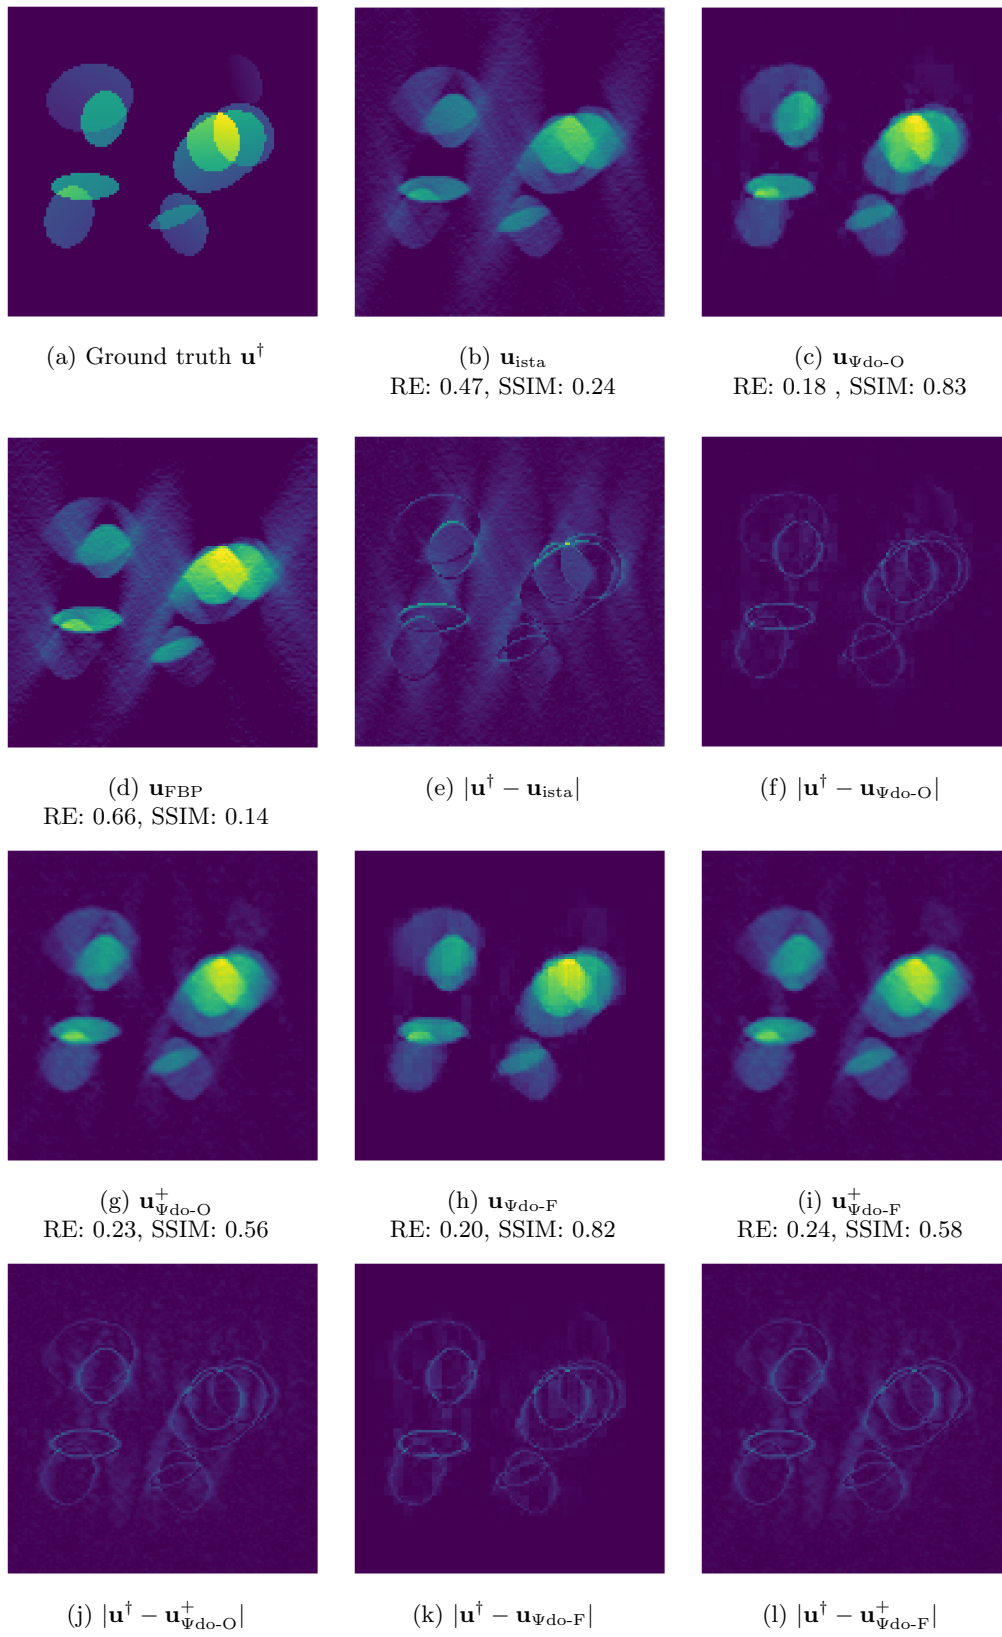 (a) Ground truth u†
(b) u_ista
RE: 0.47, SSIM: 0.24
(c) u_Ψdo-O
RE: 0.18 , SSIM: 0.83
(d) u_FBP
RE: 0.66, SSIM: 0.14
(e) |u† − u_ista|
(f) |u† − u_Ψdo-O|
(g) u^+_Ψdo-O
RE: 0.23, SSIM: 0.56
(h) u_Ψdo-F
RE: 0.20, SSIM: 0.82
(i) u^+_Ψdo-F
RE: 0.24, SSIM: 0.58
(j) |u† − u^+_Ψdo-O|
(k) |u† − u_Ψdo-F|
(l) |u† − u^+_Ψdo-F|